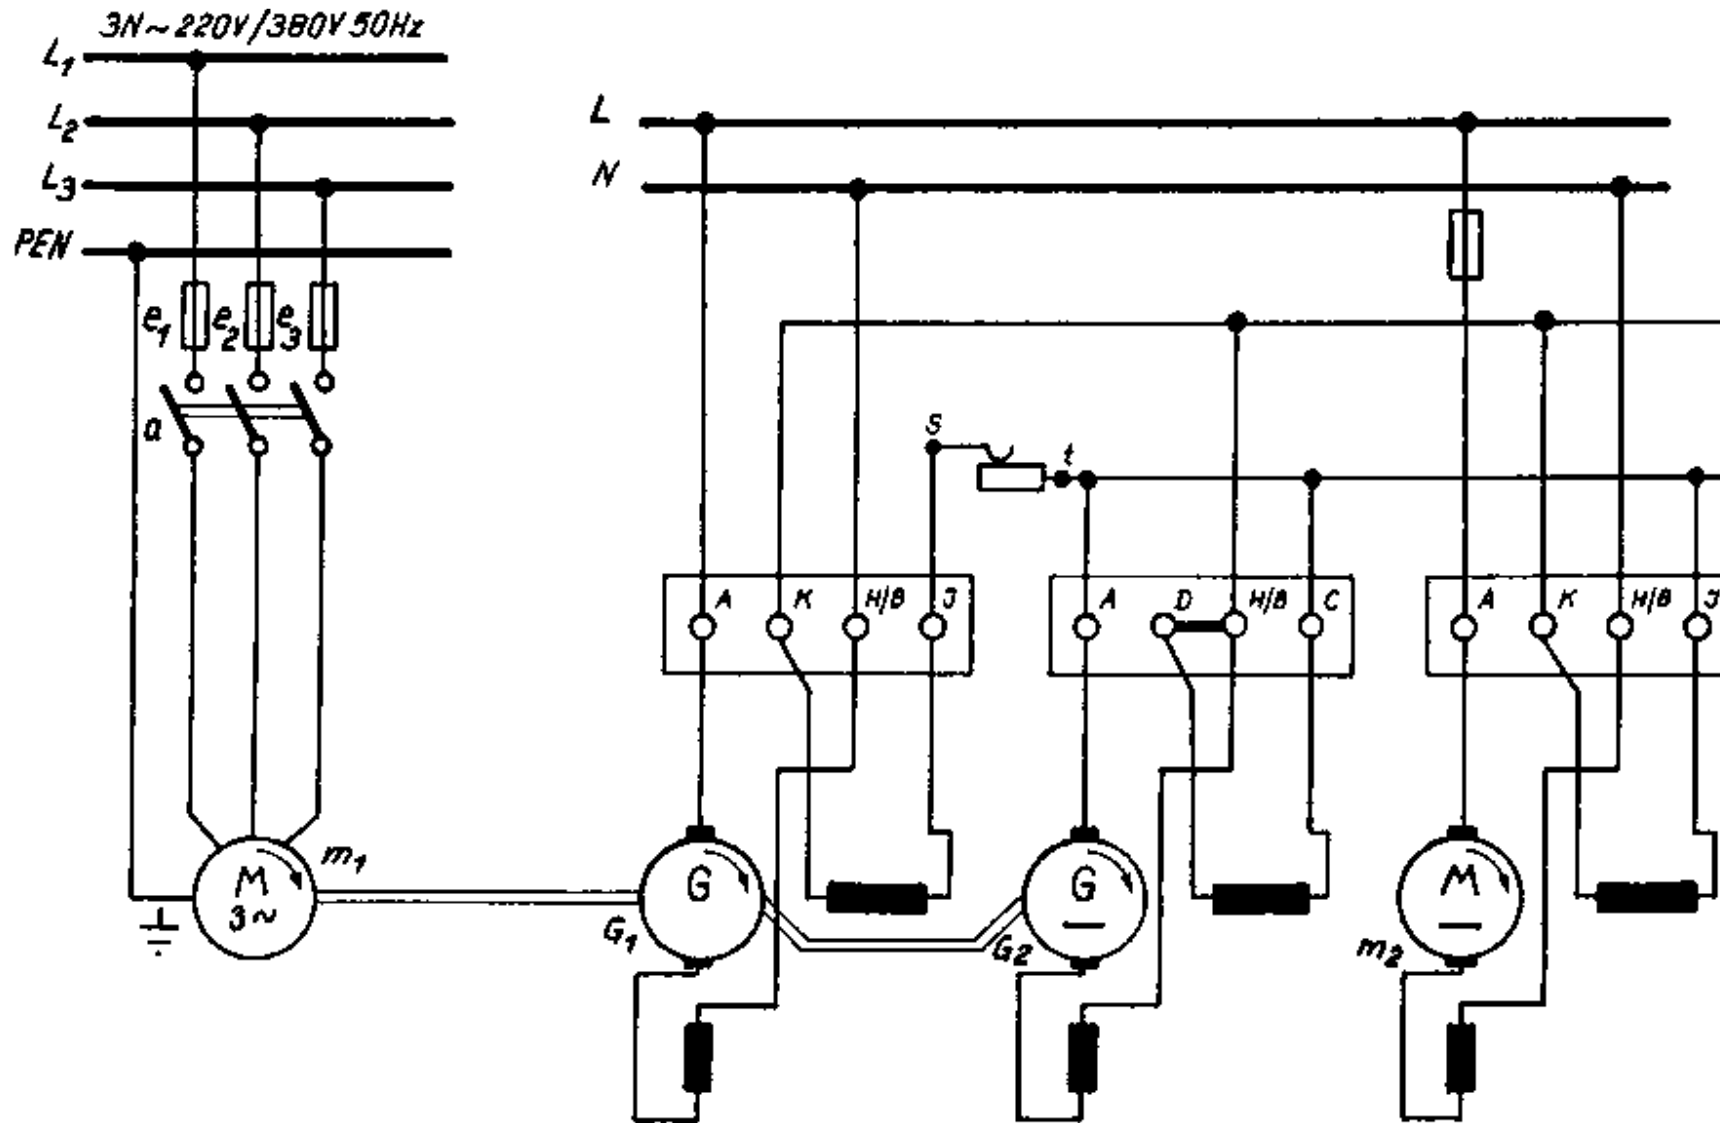 3N~220V/380V 50Hz
L1
L2
L3
PEN
L
N
e1 e2 e3
a
S
t
A K H/B J
A D H/B C
A K H/B J
M
3~
m1
G
G1
G
G2
M
m2